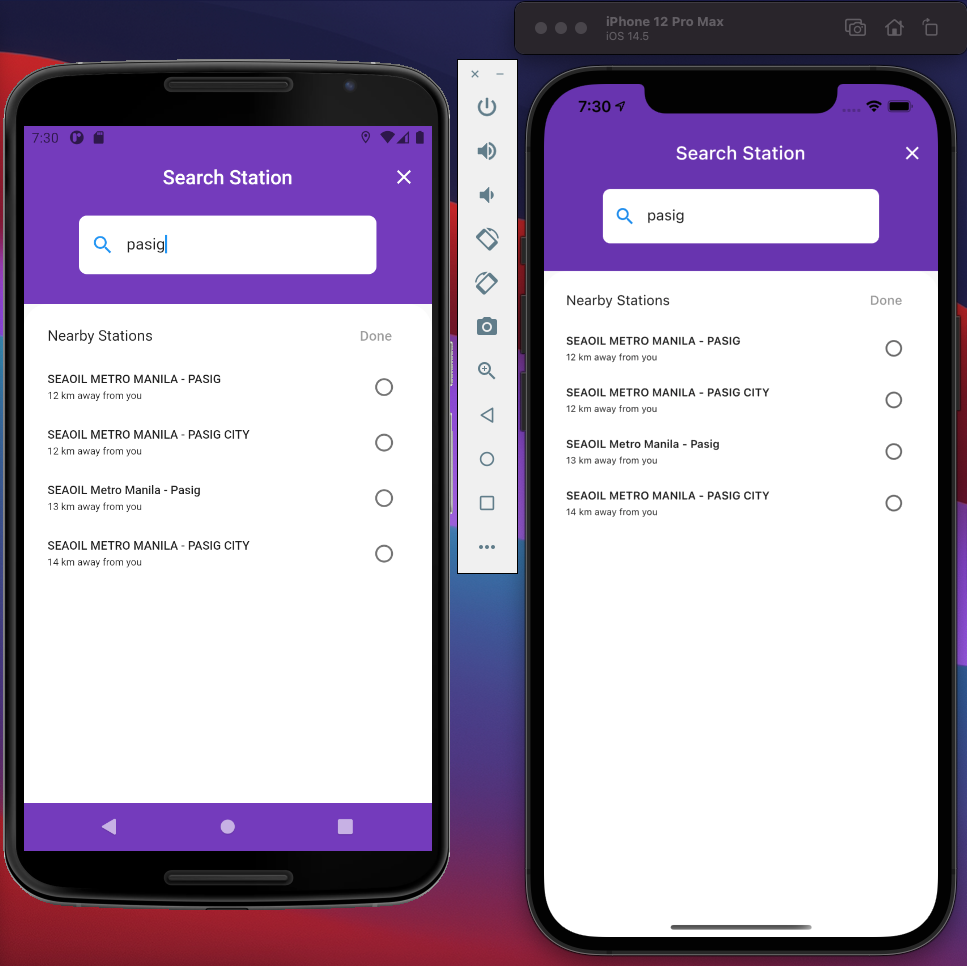 7:30
Search Station
pasig
Nearby Stations
Done
SEAOIL METRO MANILA - PASIG
12 km away from you
SEAOIL METRO MANILA - PASIG CITY
12 km away from you
SEAOIL Metro Manila - Pasig
13 km away from you
SEAOIL METRO MANILA - PASIG CITY
14 km away from you
iPhone 12 Pro Max
iOS 14.5
7:30
Search Station
pasig
Nearby Stations
Done
SEAOIL METRO MANILA - PASIG
12 km away from you
SEAOIL METRO MANILA - PASIG CITY
12 km away from you
SEAOIL Metro Manila - Pasig
13 km away from you
SEAOIL METRO MANILA - PASIG CITY
14 km away from you